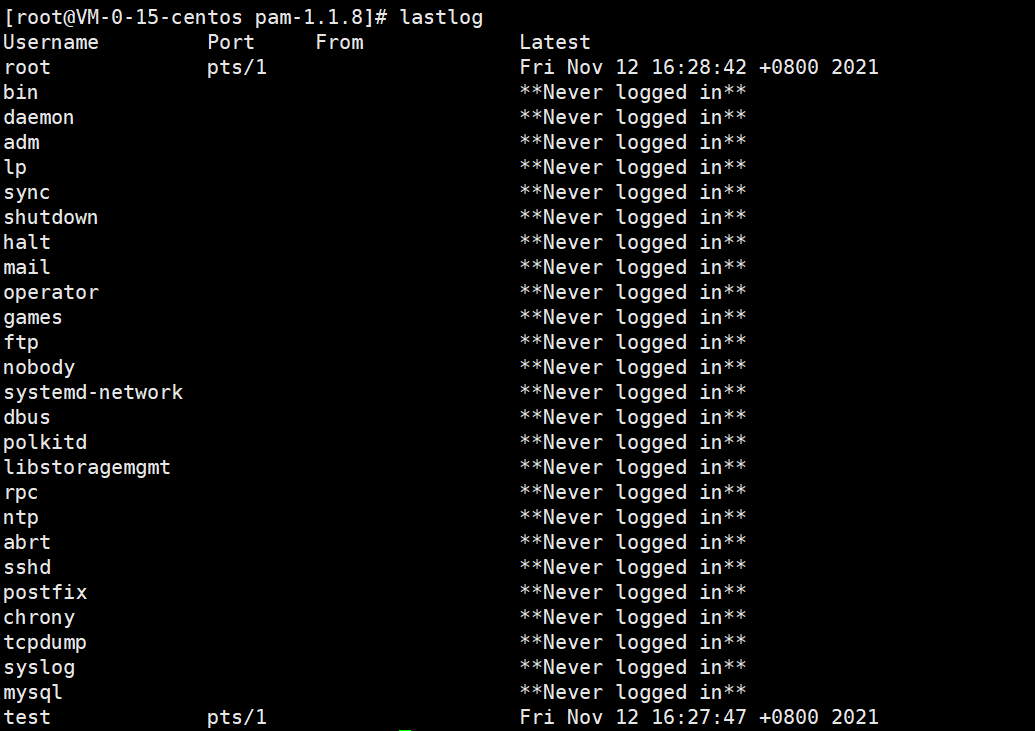 [root@VM-0-15-centos pam-1.1.8]# lastlog
Username         Port     From             Latest
root             pts/1                     Fri Nov 12 16:28:42 +0800 2021
bin                                        **Never logged in**
daemon                                     **Never logged in**
adm                                        **Never logged in**
lp                                         **Never logged in**
sync                                       **Never logged in**
shutdown                                   **Never logged in**
halt                                       **Never logged in**
mail                                       **Never logged in**
operator                                   **Never logged in**
games                                      **Never logged in**
ftp                                        **Never logged in**
nobody                                     **Never logged in**
systemd-network                            **Never logged in**
dbus                                       **Never logged in**
polkitd                                    **Never logged in**
libstoragemgmt                             **Never logged in**
rpc                                        **Never logged in**
ntp                                        **Never logged in**
abrt                                       **Never logged in**
sshd                                       **Never logged in**
postfix                                    **Never logged in**
chrony                                     **Never logged in**
tcpdump                                    **Never logged in**
syslog                                     **Never logged in**
mysql                                      **Never logged in**
test             pts/1                     Fri Nov 12 16:27:47 +0800 2021